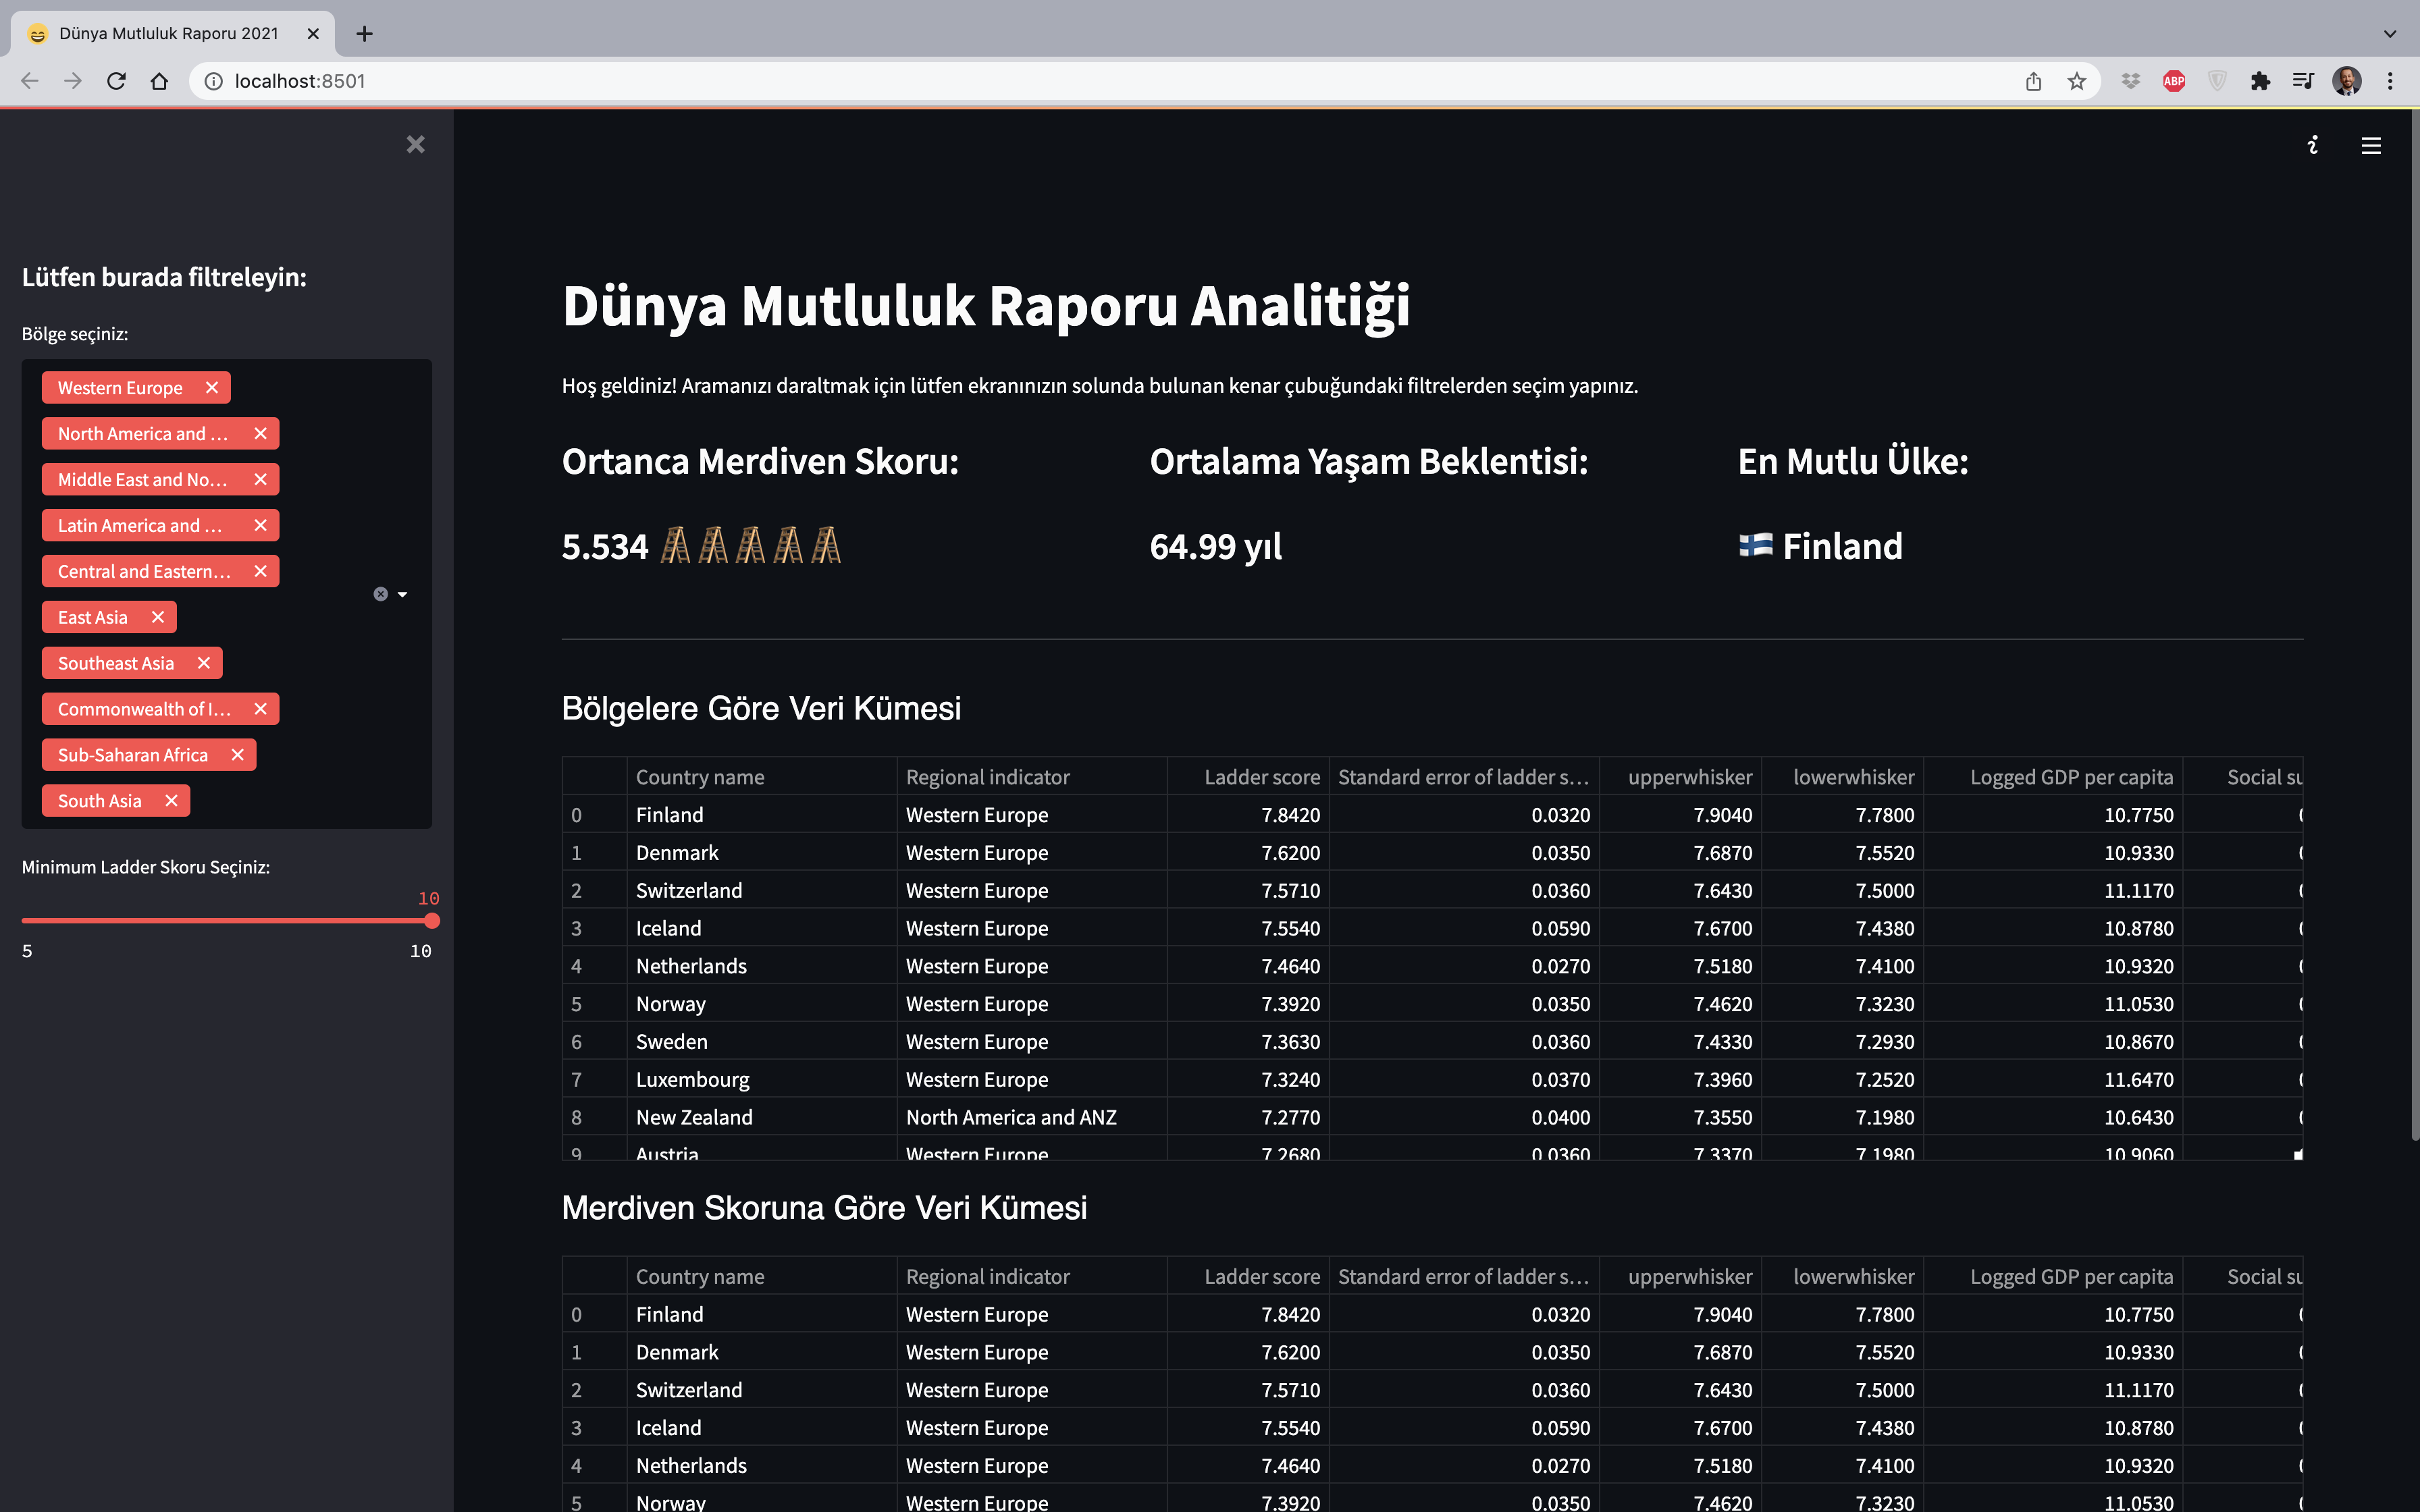 Dünya Mutluluk Raporu 2021
localhost:8501
ABP
Lütfen burada filtreleyin:
Bölge seçiniz:
Western Europe
North America and ...
Middle East and No...
Latin America and ...
Central and Eastern...
East Asia
Southeast Asia
Commonwealth of I...
Sub-Saharan Africa
South Asia
Minimum Ladder Skoru Seçiniz:
10
5 10
Dünya Mutluluk Raporu Analitiği
Hoş geldiniz! Aramanızı daraltmak için lütfen ekranınızın solunda bulunan kenar çubuğundaki filtrelerden seçim yapınız.
Ortanca Merdiven Skoru: Ortalama Yaşam Beklentisi: En Mutlu Ülke:
5.534 🪜🪜🪜🪜🪜 64.99 yıl 🇫🇮 Finland
Bölgelere Göre Veri Kümesi
Country name Regional indicator Ladder score Standard error of ladder s... upperwhisker lowerwhisker Logged GDP per capita Social
0 Finland Western Europe 7.8420 0.0320 7.9040 7.7800 10.7750
1 Denmark Western Europe 7.6200 0.0350 7.6870 7.5520 10.9330
2 Switzerland Western Europe 7.5710 0.0360 7.6430 7.5000 11.1170
3 Iceland Western Europe 7.5540 0.0590 7.6700 7.4380 10.8780
4 Netherlands Western Europe 7.4640 0.0270 7.5180 7.4100 10.9320
5 Norway Western Europe 7.3920 0.0350 7.4620 7.3230 11.0530
6 Sweden Western Europe 7.3630 0.0360 7.4330 7.2930 10.8670
7 Luxembourg Western Europe 7.3240 0.0370 7.3960 7.2520 11.6470
8 New Zealand North America and ANZ 7.2770 0.0400 7.3550 7.1980 10.6430
9 Austria Western Europe 7.2680 0.0360 7.3370 7.1980 10.9060
Merdiven Skoruna Göre Veri Kümesi
Country name Regional indicator Ladder score Standard error of ladder s... upperwhisker lowerwhisker Logged GDP per capita Social
0 Finland Western Europe 7.8420 0.0320 7.9040 7.7800 10.7750
1 Denmark Western Europe 7.6200 0.0350 7.6870 7.5520 10.9330
2 Switzerland Western Europe 7.5710 0.0360 7.6430 7.5000 11.1170
3 Iceland Western Europe 7.5540 0.0590 7.6700 7.4380 10.8780
4 Netherlands Western Europe 7.4640 0.0270 7.5180 7.4100 10.9320
5 Norway Western Europe 7.3920 0.0350 7.4620 7.3230 11.0530